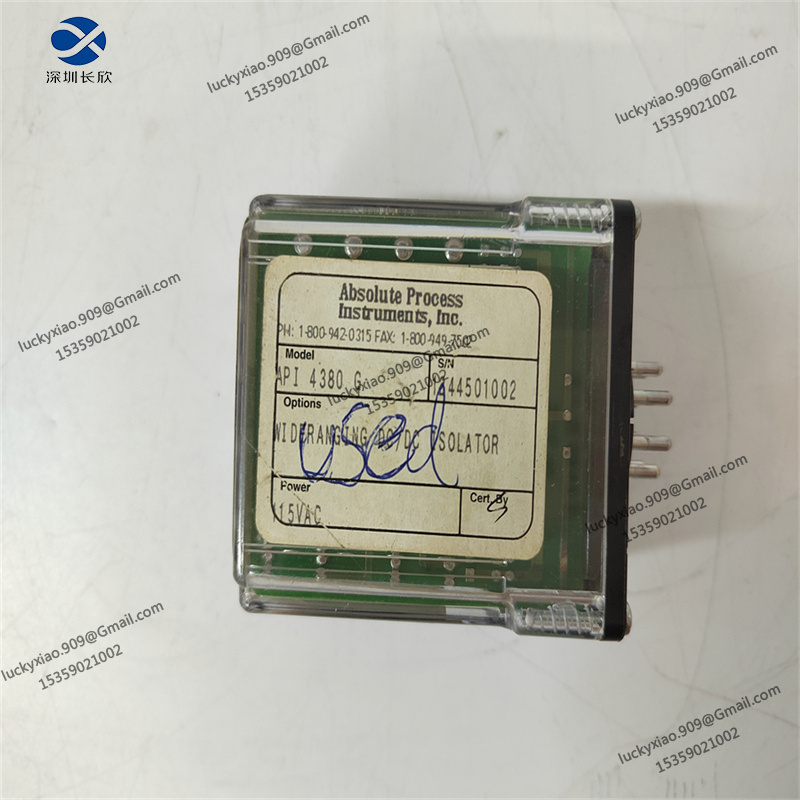 深圳长欣
luckyxiao.909@Gmail.com
15359021002
luckyxiao.909@Gmail.com
15359021002
Absolute Process
Instruments, Inc.
PH: 1-800-942-0315 FAX: 1-800-949-7502
Model
API 4380 G
S/N
44501002
Options
WIDERANGING DC/DC ISOLATOR
used
Power
115VAC
Cert. By
luckyxiao.909@Gmail.com
15359021002
luckyxiao.909@Gmail.com
15359021002
luckyxiao.909@Gmail.com
15359021002
luckyxiao.909@Gmail.com
15359021002
luckyxiao.909@Gmail.com
15359021002